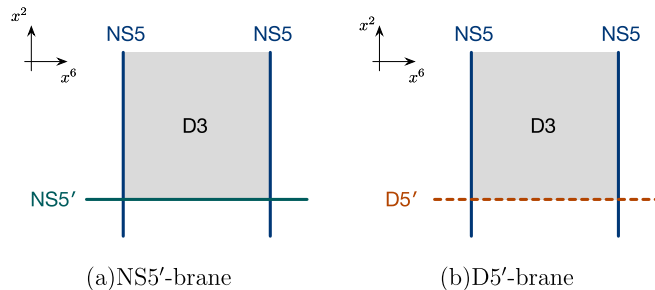 x²
NS5 NS5
x⁶
D3
NS5′
(a)NS5′-brane
x²
NS5 NS5
x⁶
D3
D5′
(b)D5′-brane